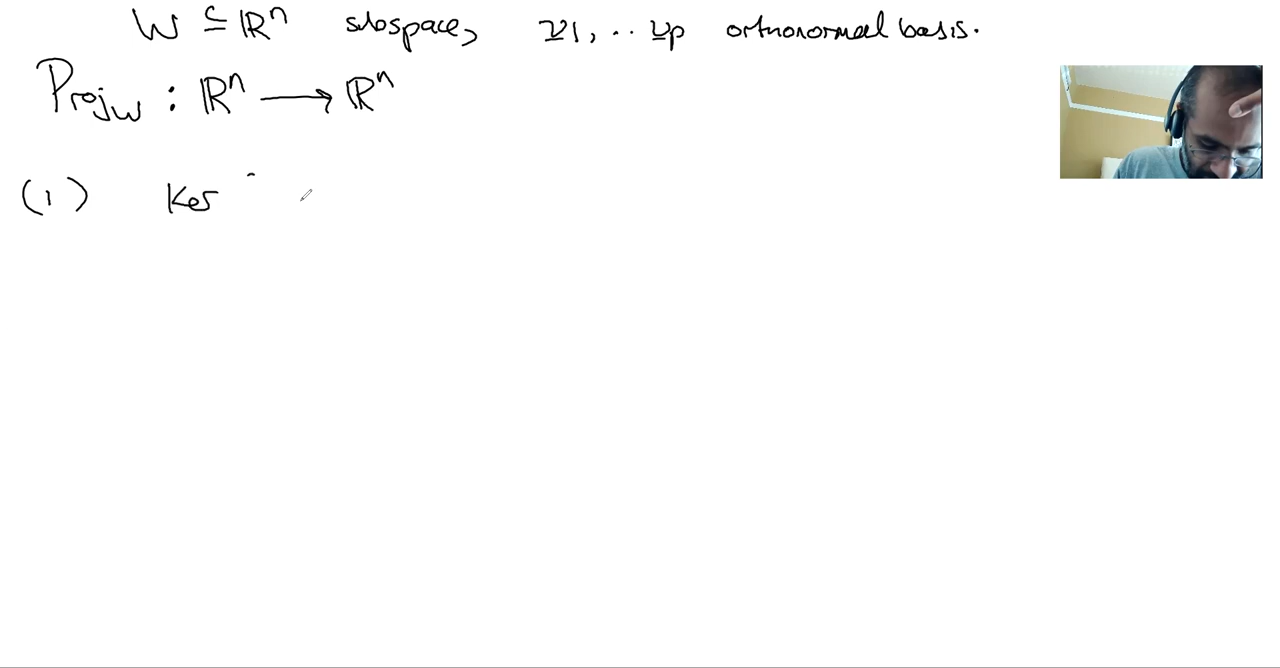 W ⊆ ℝⁿ subspace, v1, .. vp orthonormal basis.
Proj_W : ℝⁿ ⟶ ℝⁿ
(1) Ker